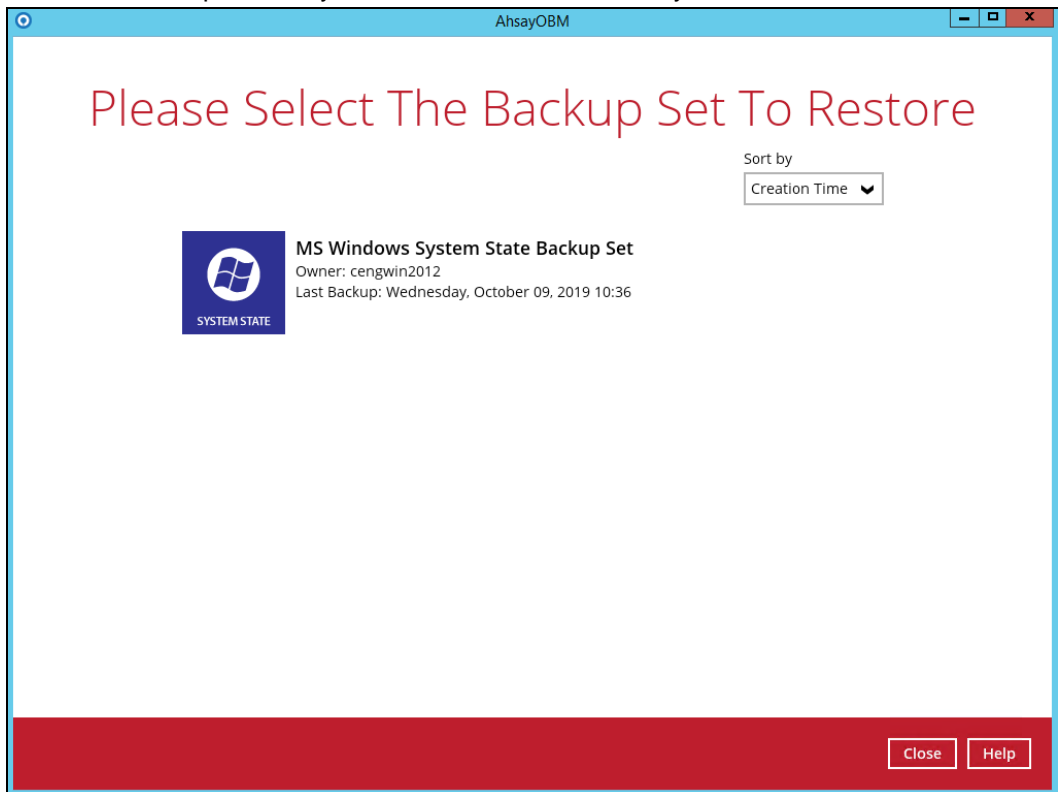 AhsayOBM
Please Select The Backup Set To Restore
Sort by
Creation Time
MS Windows System State Backup Set
Owner: cengwin2012
Last Backup: Wednesday, October 09, 2019 10:36
SYSTEM STATE
Close Help